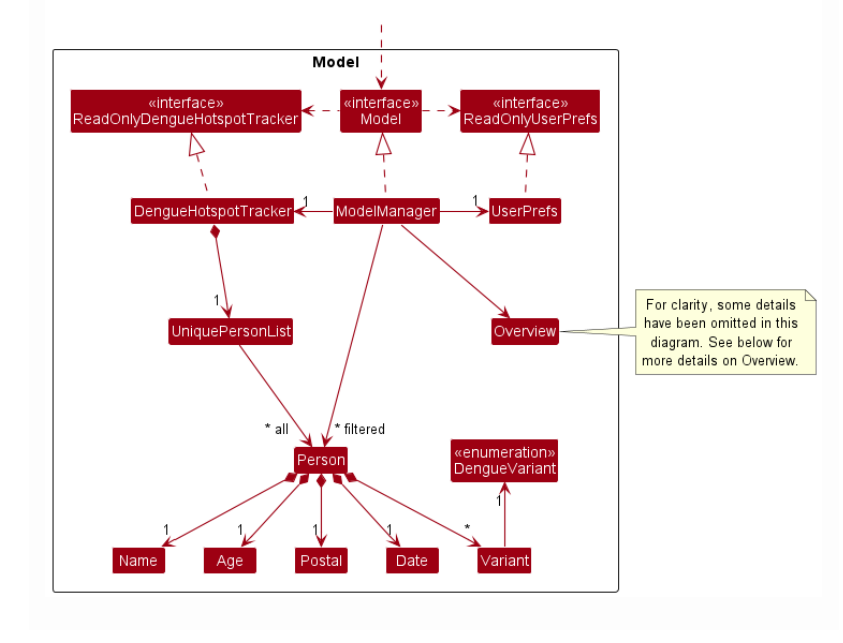 Model
«interface»
ReadOnlyDengueHotspotTracker
«interface»
Model
«interface»
ReadOnlyUserPrefs
DengueHotspotTracker
1
ModelManager
1
UserPrefs
1
UniquePersonList
Overview
For clarity, some details
have been omitted in this
diagram. See below for
more details on Overview.
* all
* filtered
Person
«enumeration»
DengueVariant
1
1
1
1
1
*
Name
Age
Postal
Date
Variant